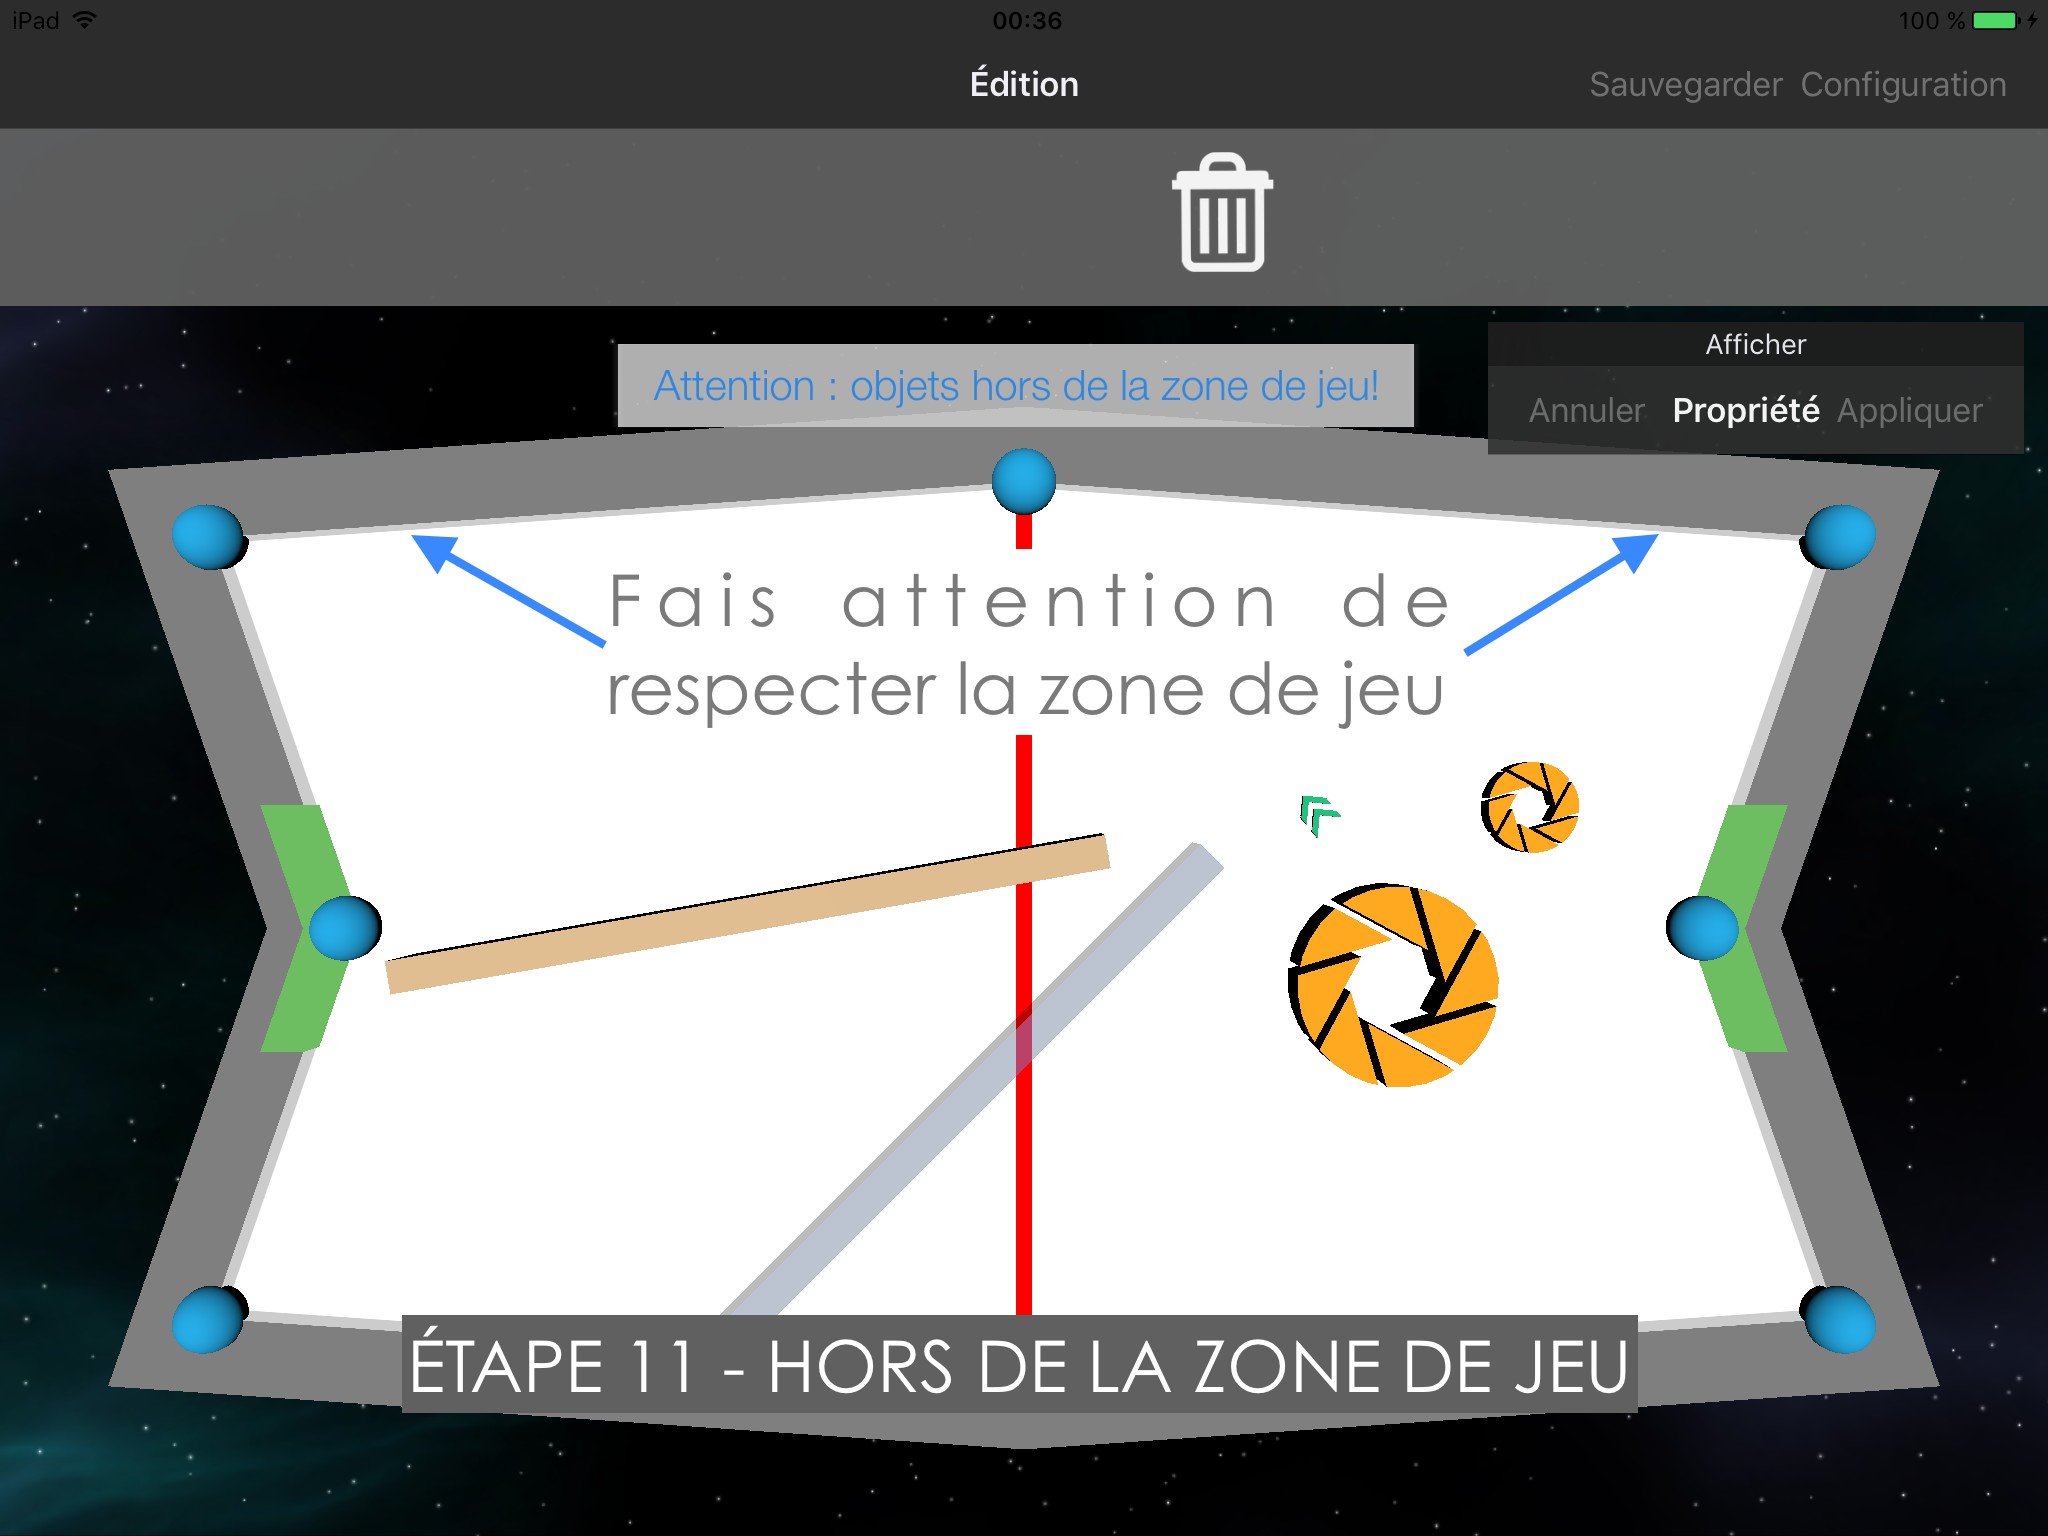 iPad 00:36 100 %
Édition
Sauvegarder Configuration
Afficher
Attention : objets hors de la zone de jeu!
Annuler Propriété Appliquer
Fais attention de
respecter la zone de jeu
ÉTAPE 11 - HORS DE LA ZONE DE JEU